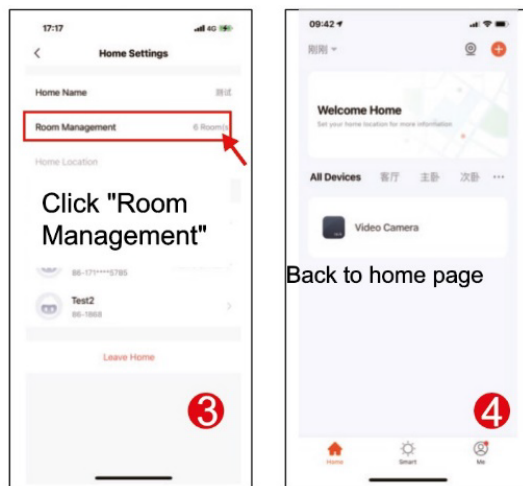 17:17
4G
Home Settings
Home Name 测试
Room Management 6 Room(s)
Home Location
Click "Room
Management"
86-171****5785
Test2
86-1868
Leave Home
3
09:42
刚刚
Welcome Home
Set your home location for more information
All Devices 客厅 主卧 次卧 ...
Video Camera
Back to home page
4
Home Smart Me